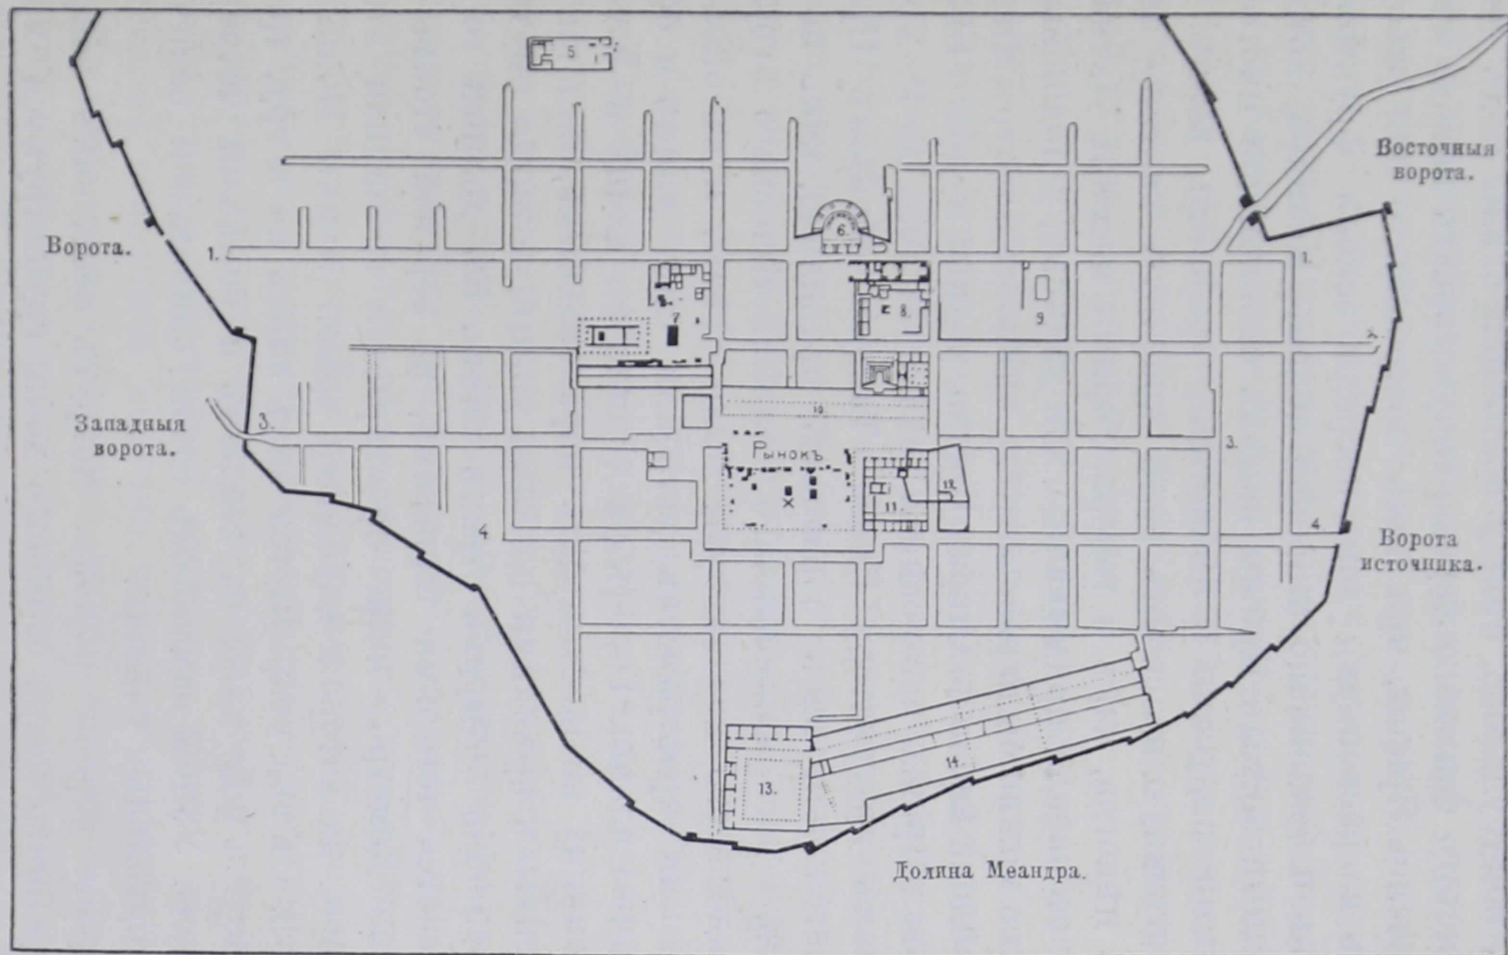 5.
Восточныя
ворота.
6.
Ворота.
1.
1.
7
8.
9.
2.
10.
Западныя
ворота.
3.
Рынокъ
3.
12.
11.
X
4.
4.
Ворота
источника.
14.
13.
Долина Меандра.